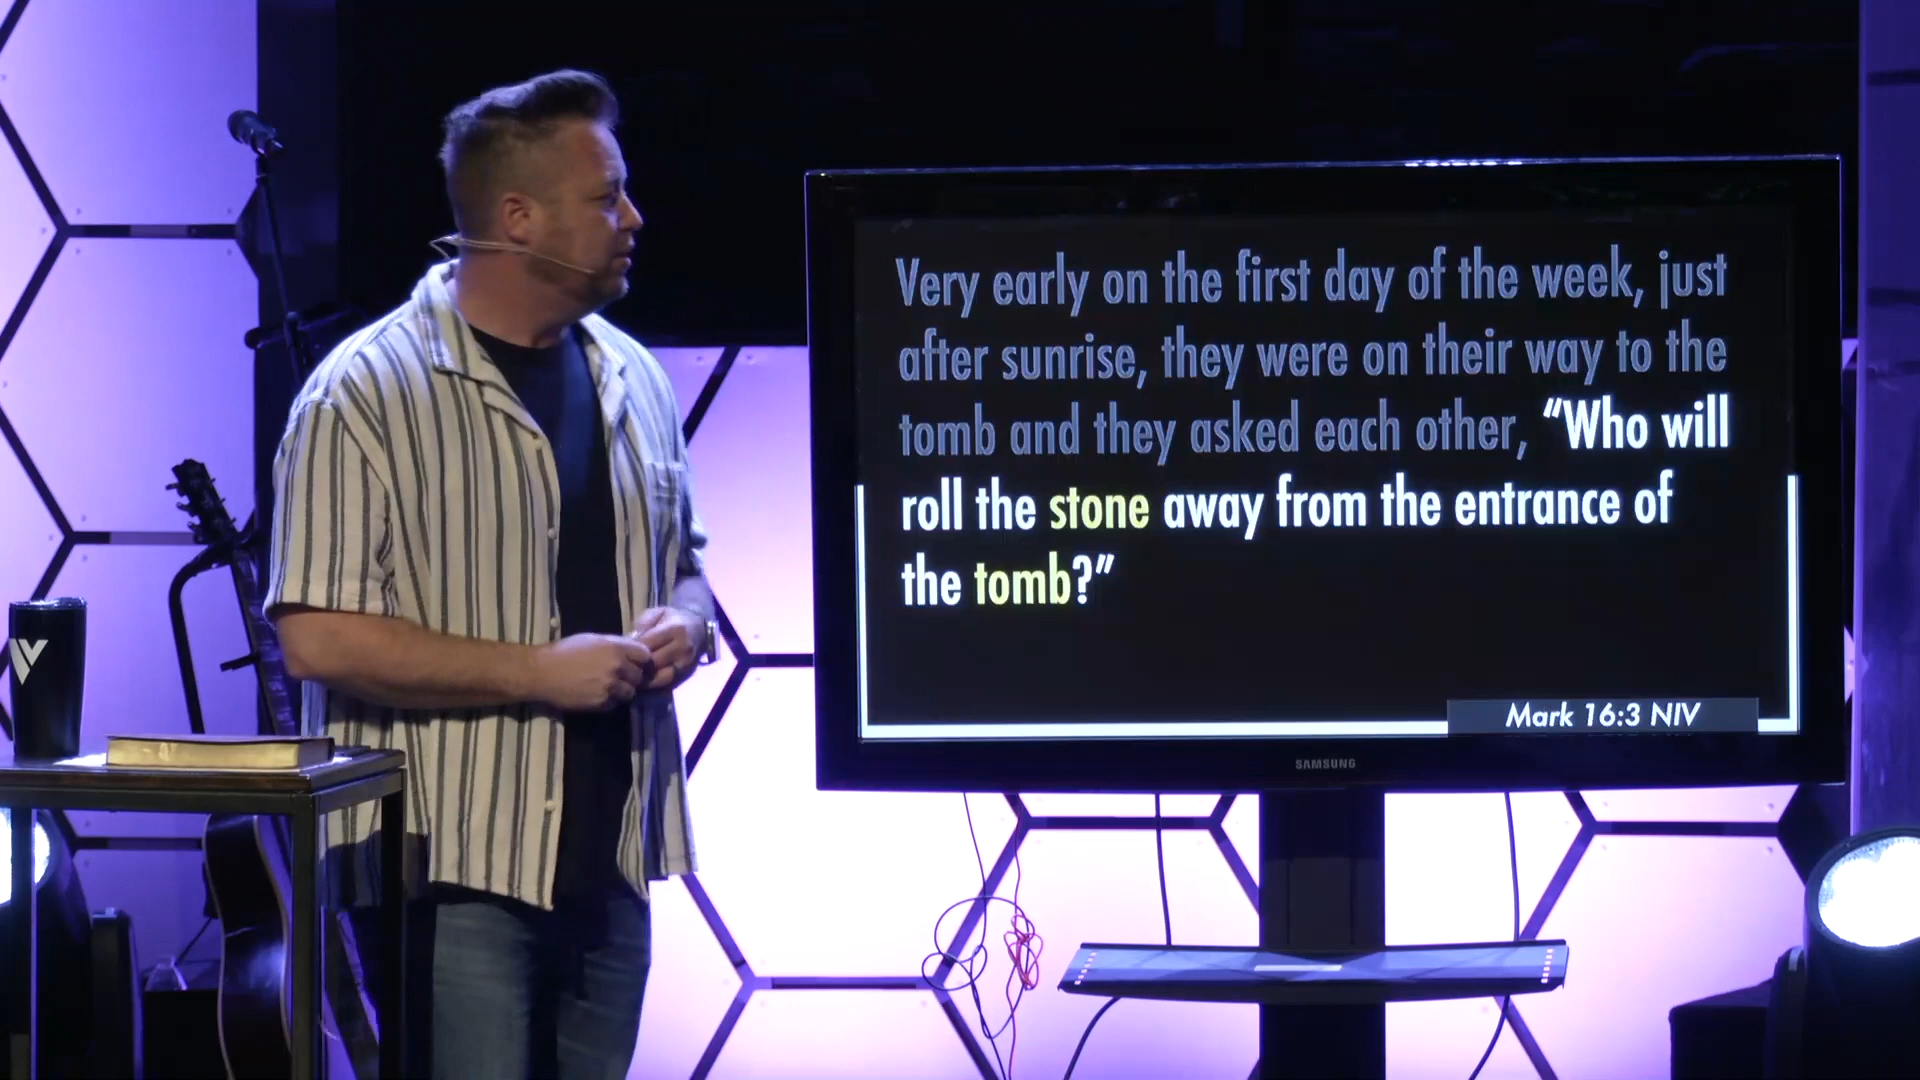 Very early on the first day of the week, just
after sunrise, they were on their way to the
tomb and they asked each other, “Who will
roll the stone away from the entrance of
the tomb?”
Mark 16:3 NIV
SAMSUNG